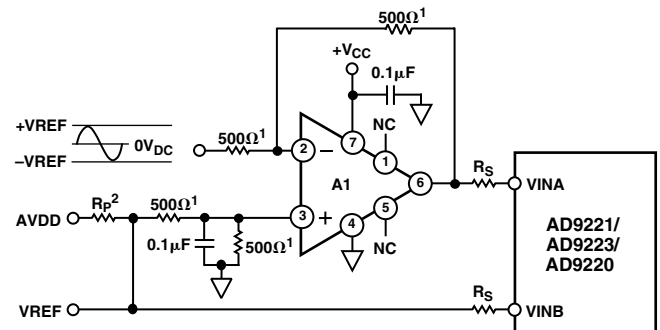 500Ω¹
+VCC
0.1µF
+VREF
0VDC
–VREF
500Ω¹
NC
2
–
7
1
A1
6
RS
VINA
AVDD
RP²
500Ω¹
3
+
5
4
NC
0.1µF
500Ω¹
AD9221/
AD9223/
AD9220
VREF
RS
VINB